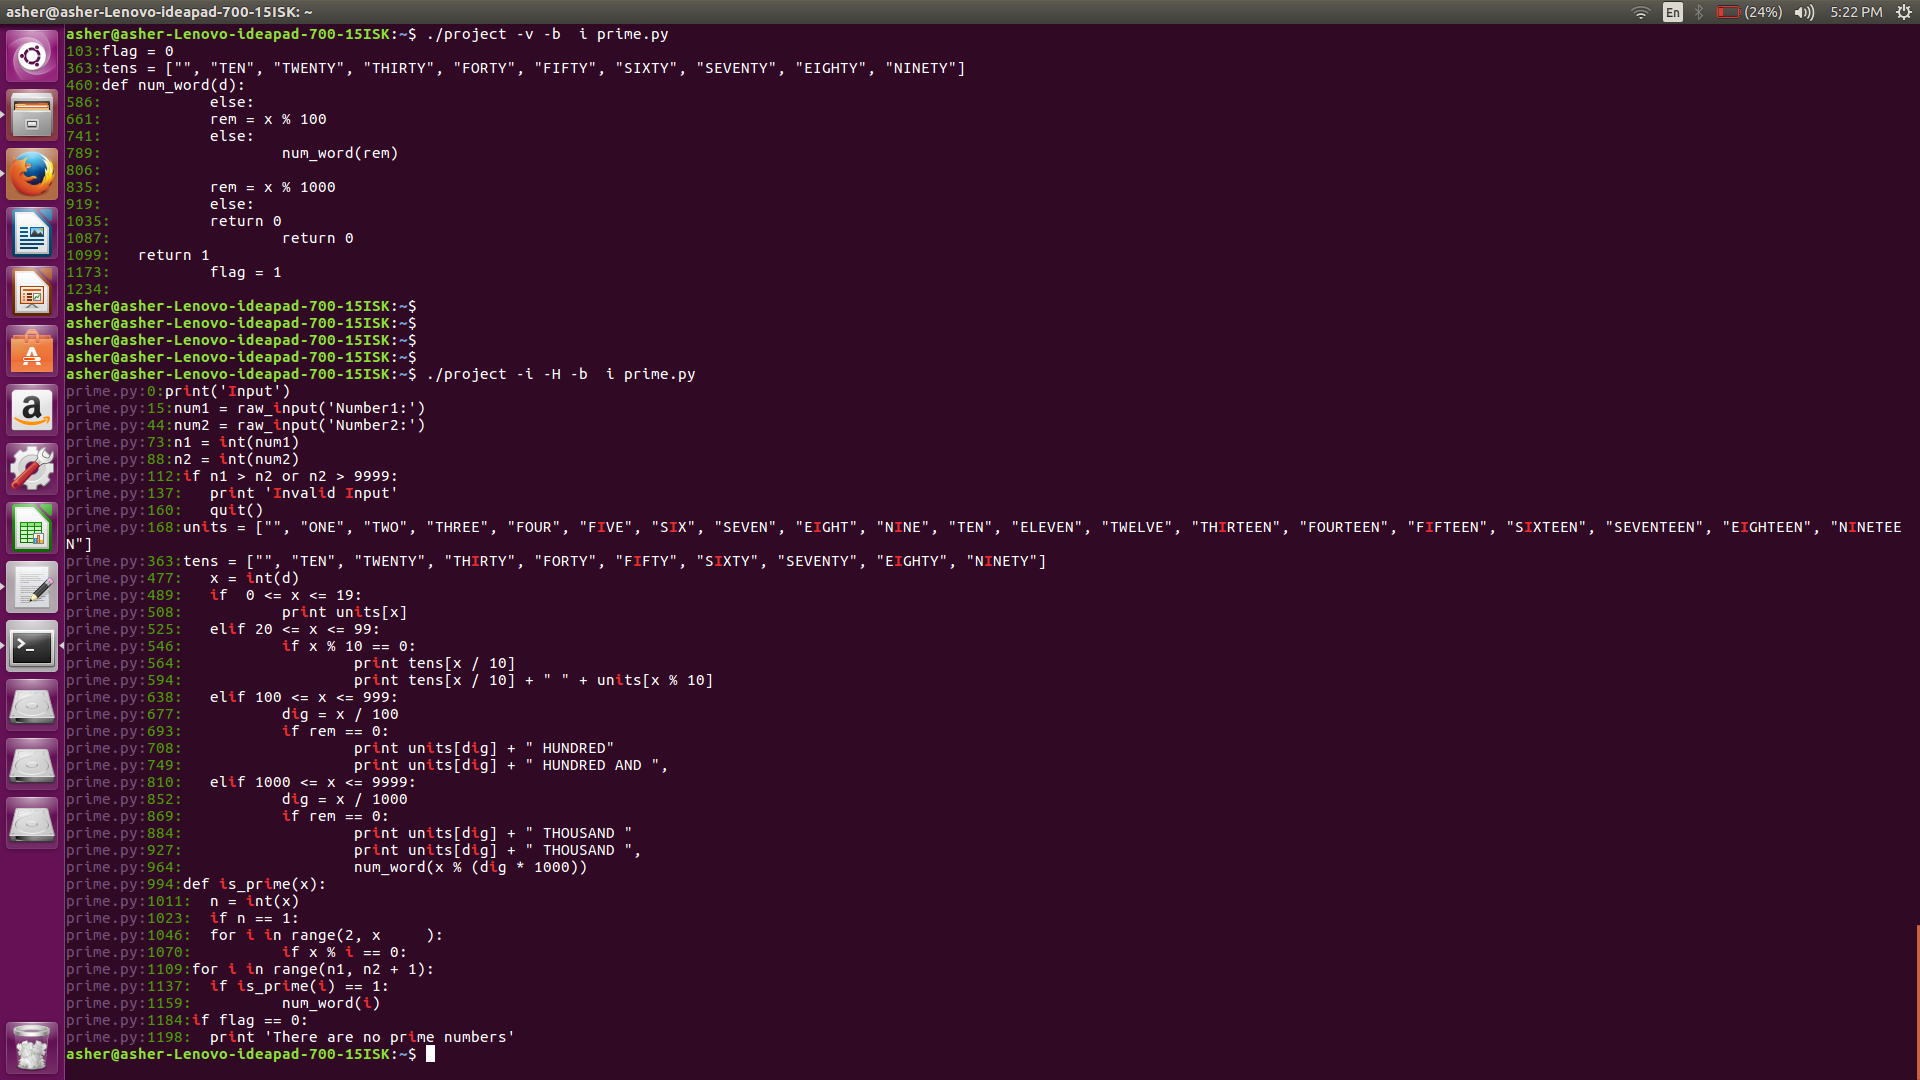 asher@asher-Lenovo-ideapad-700-15ISK: ~
En (24%) 5:22 PM
asher@asher-Lenovo-ideapad-700-15ISK:~$ ./project -v -b  i prime.py
103:flag = 0
363:tens = ["", "TEN", "TWENTY", "THIRTY", "FORTY", "FIFTY", "SIXTY", "SEVENTY", "EIGHTY", "NINETY"]
460:def num_word(d):
586:            else:
661:            rem = x % 100
741:            else:
789:                    num_word(rem)
806:
835:            rem = x % 1000
919:            else:
1035:           return 0
1087:                   return 0
1099:   return 1
1173:           flag = 1
1234:
asher@asher-Lenovo-ideapad-700-15ISK:~$
asher@asher-Lenovo-ideapad-700-15ISK:~$
asher@asher-Lenovo-ideapad-700-15ISK:~$
asher@asher-Lenovo-ideapad-700-15ISK:~$
asher@asher-Lenovo-ideapad-700-15ISK:~$ ./project -i -H -b  i prime.py
prime.py:0:print('Input')
prime.py:15:num1 = raw_input('Number1:')
prime.py:44:num2 = raw_input('Number2:')
prime.py:73:n1 = int(num1)
prime.py:88:n2 = int(num2)
prime.py:112:if n1 > n2 or n2 > 9999:
prime.py:137:   print 'Invalid Input'
prime.py:160:   quit()
prime.py:168:units = ["", "ONE", "TWO", "THREE", "FOUR", "FIVE", "SIX", "SEVEN", "EIGHT", "NINE", "TEN", "ELEVEN", "TWELVE", "THIRTEEN", "FOURTEEN", "FIFTEEN", "SIXTEEN", "SEVENTEEN", "EIGHTEEN", "NINETEE
N"]
prime.py:363:tens = ["", "TEN", "TWENTY", "THIRTY", "FORTY", "FIFTY", "SIXTY", "SEVENTY", "EIGHTY", "NINETY"]
prime.py:477:   x = int(d)
prime.py:489:   if  0 <= x <= 19:
prime.py:508:           print units[x]
prime.py:525:   elif 20 <= x <= 99:
prime.py:546:           if x % 10 == 0:
prime.py:564:                   print tens[x / 10]
prime.py:594:                   print tens[x / 10] + " " + units[x % 10]
prime.py:638:   elif 100 <= x <= 999:
prime.py:677:           dig = x / 100
prime.py:693:           if rem == 0:
prime.py:708:                   print units[dig] + " HUNDRED"
prime.py:749:                   print units[dig] + " HUNDRED AND ",
prime.py:810:   elif 1000 <= x <= 9999:
prime.py:852:           dig = x / 1000
prime.py:869:           if rem == 0:
prime.py:884:                   print units[dig] + " THOUSAND "
prime.py:927:                   print units[dig] + " THOUSAND ",
prime.py:964:                   num_word(x % (dig * 1000))
prime.py:994:def is_prime(x):
prime.py:1011:  n = int(x)
prime.py:1023:  if n == 1:
prime.py:1046:  for i in range(2, x     ):
prime.py:1070:          if x % i == 0:
prime.py:1109:for i in range(n1, n2 + 1):
prime.py:1137:  if is_prime(i) == 1:
prime.py:1159:          num_word(i)
prime.py:1184:if flag == 0:
prime.py:1198:  print 'There are no prime numbers'
asher@asher-Lenovo-ideapad-700-15ISK:~$